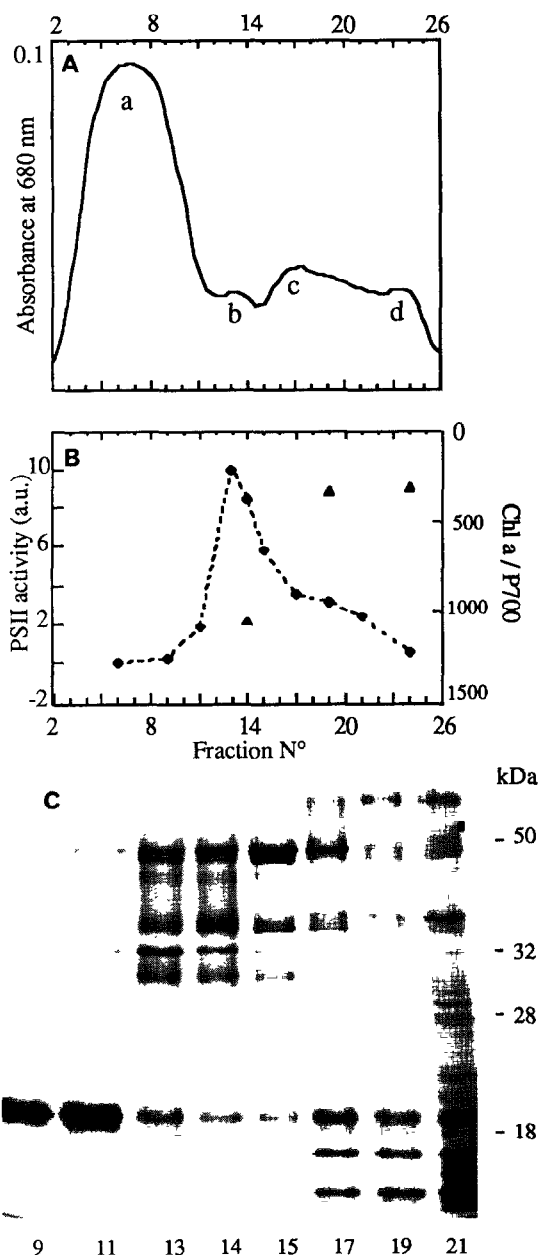 2 8 14 20 26
0.1
A
a
b
c
d
Absorbance at 680 nm
B
0
10
500
6
1000
2
1500
-2
PSII activity (a.u.)
Chl a / P700
2 8 14 20 26
Fraction N°
C
kDa
- 50
- 32
- 28
- 18
9 11 13 14 15 17 19 21